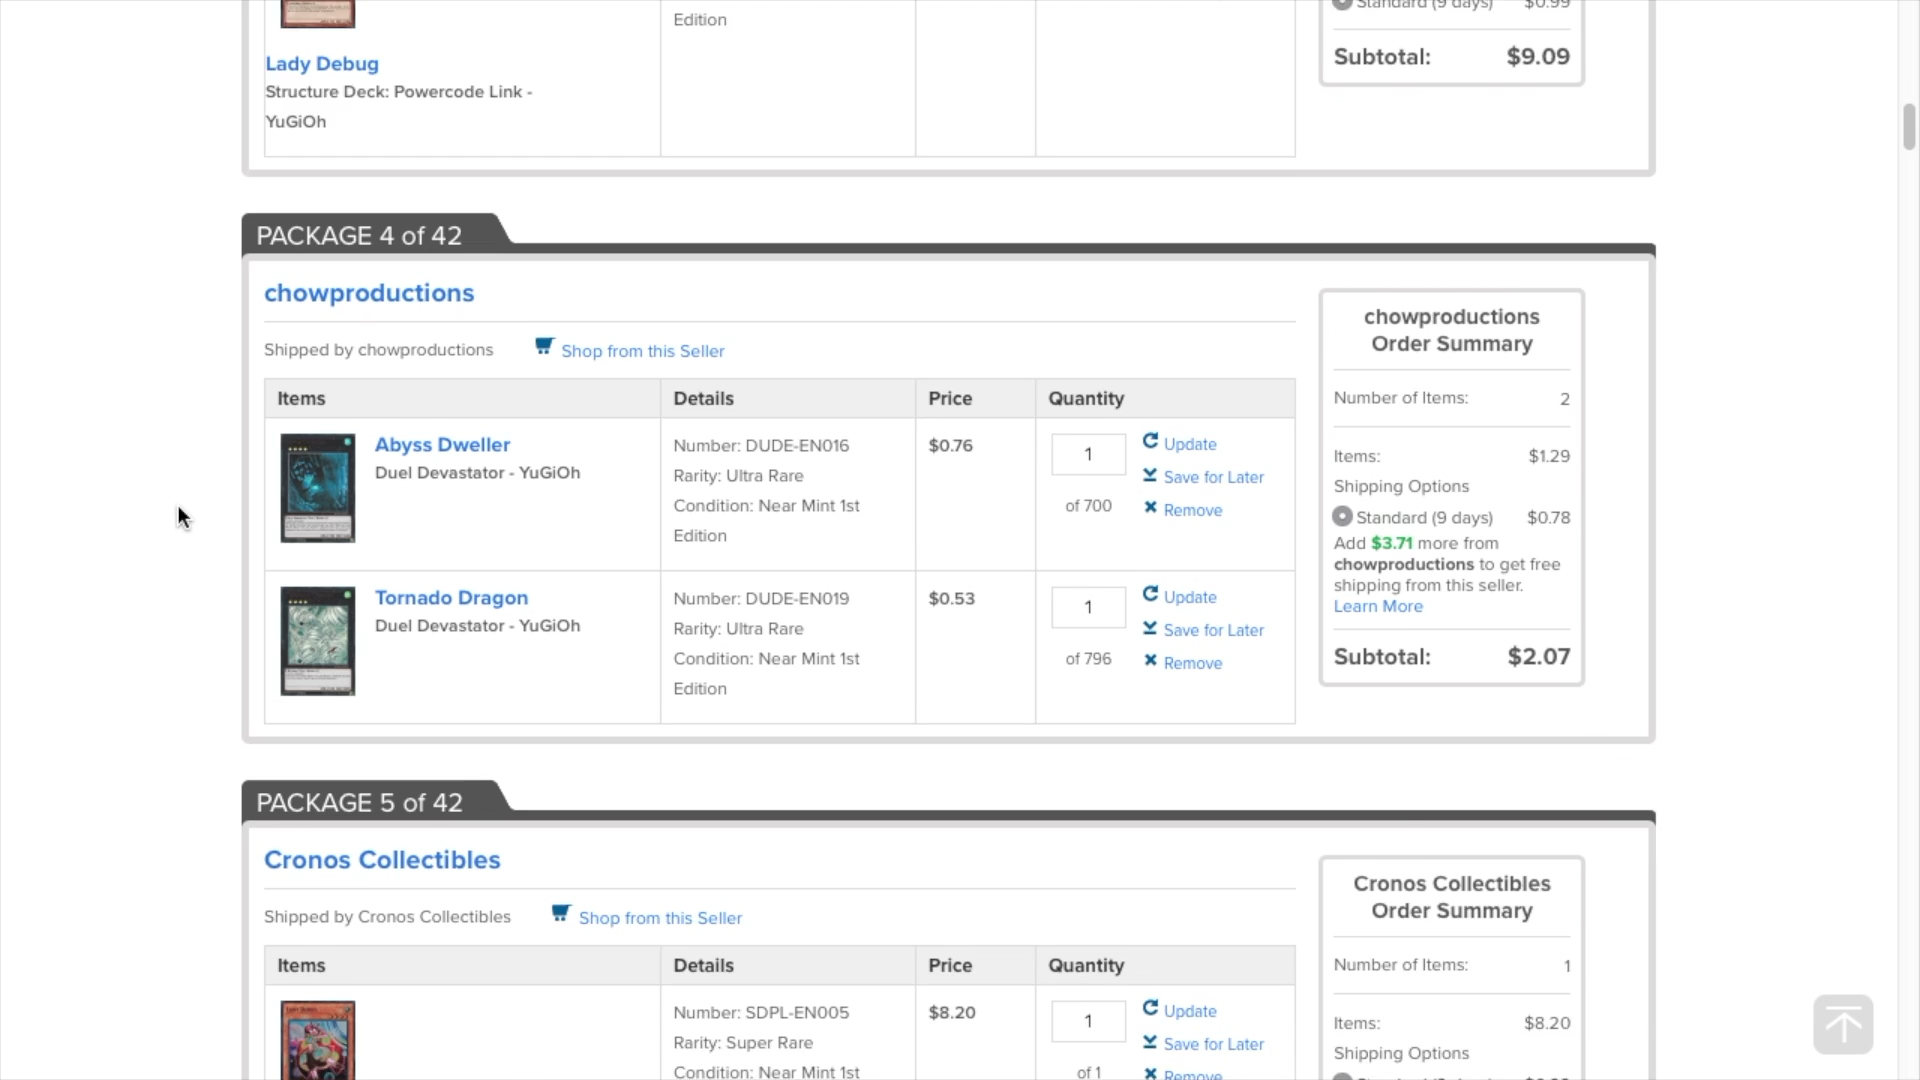 Edition
Standard (9 days) $0.99
Lady Debug
Structure Deck: Powercode Link -
YuGiOh
Subtotal: $9.09
PACKAGE 4 of 42
chowproductions
Shipped by chowproductions Shop from this Seller
Items Details Price Quantity
Abyss Dweller
Duel Devastator - YuGiOh
Number: DUDE-EN016
Rarity: Ultra Rare
Condition: Near Mint 1st
Edition
$0.76
1
of 700
Update
Save for Later
Remove
Tornado Dragon
Duel Devastator - YuGiOh
Number: DUDE-EN019
Rarity: Ultra Rare
Condition: Near Mint 1st
Edition
$0.53
1
of 796
Update
Save for Later
Remove
chowproductions
Order Summary
Number of Items: 2
Items: $1.29
Shipping Options
Standard (9 days) $0.78
Add $3.71 more from
chowproductions to get free
shipping from this seller.
Learn More
Subtotal: $2.07
PACKAGE 5 of 42
Cronos Collectibles
Shipped by Cronos Collectibles Shop from this Seller
Items Details Price Quantity
Number: SDPL-EN005
Rarity: Super Rare
Condition: Near Mint 1st
$8.20
1
of 1
Update
Save for Later
Remove
Cronos Collectibles
Order Summary
Number of Items: 1
Items: $8.20
Shipping Options